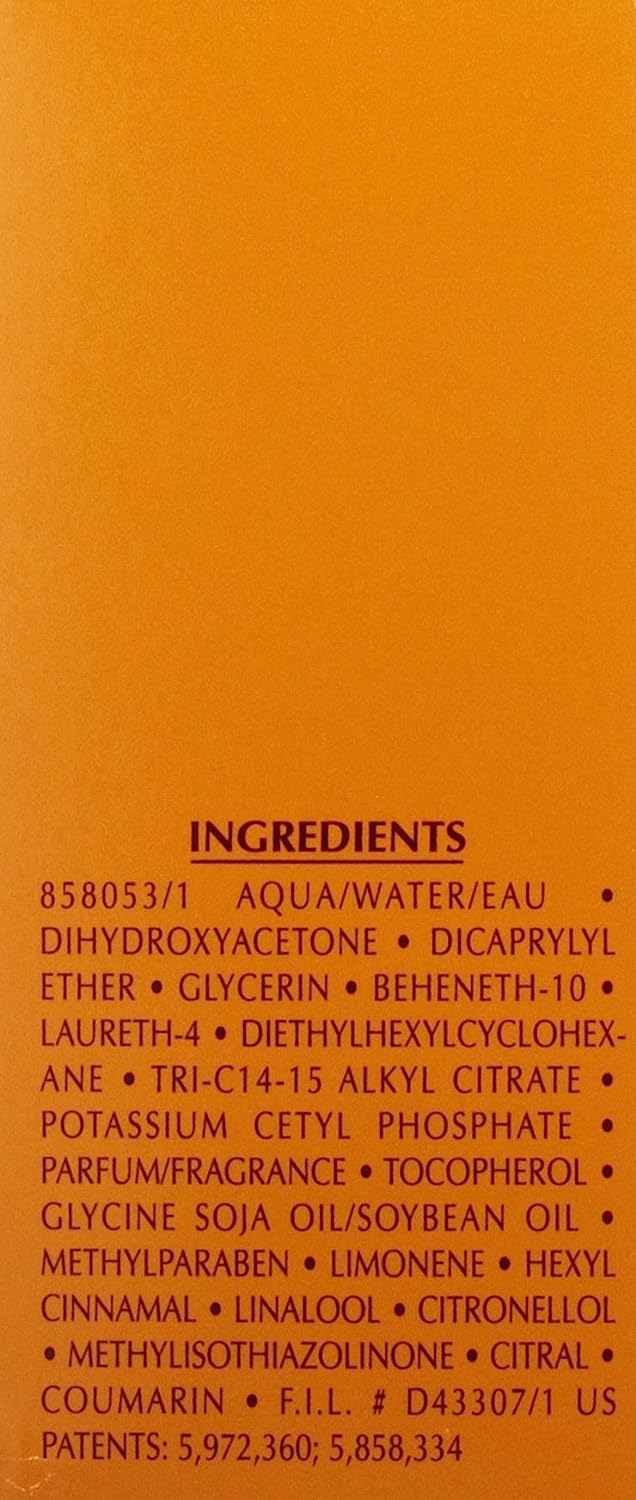 INGREDIENTS
858053/1 AQUA/WATER/EAU •
DIHYDROXYACETONE • DICAPRYLYL
ETHER • GLYCERIN • BEHENETH-10 •
LAURETH-4 • DIETHYLHEXYLCYCLOHEX-
ANE • TRI-C14-15 ALKYL CITRATE •
POTASSIUM CETYL PHOSPHATE •
PARFUM/FRAGRANCE • TOCOPHEROL •
GLYCINE SOJA OIL/SOYBEAN OIL •
METHYLPARABEN • LIMONENE • HEXYL
CINNAMAL • LINALOOL • CITRONELLOL
• METHYLISOTHIAZOLINONE • CITRAL •
COUMARIN • F.I.L. # D43307/1 US
PATENTS: 5,972,360; 5,858,334